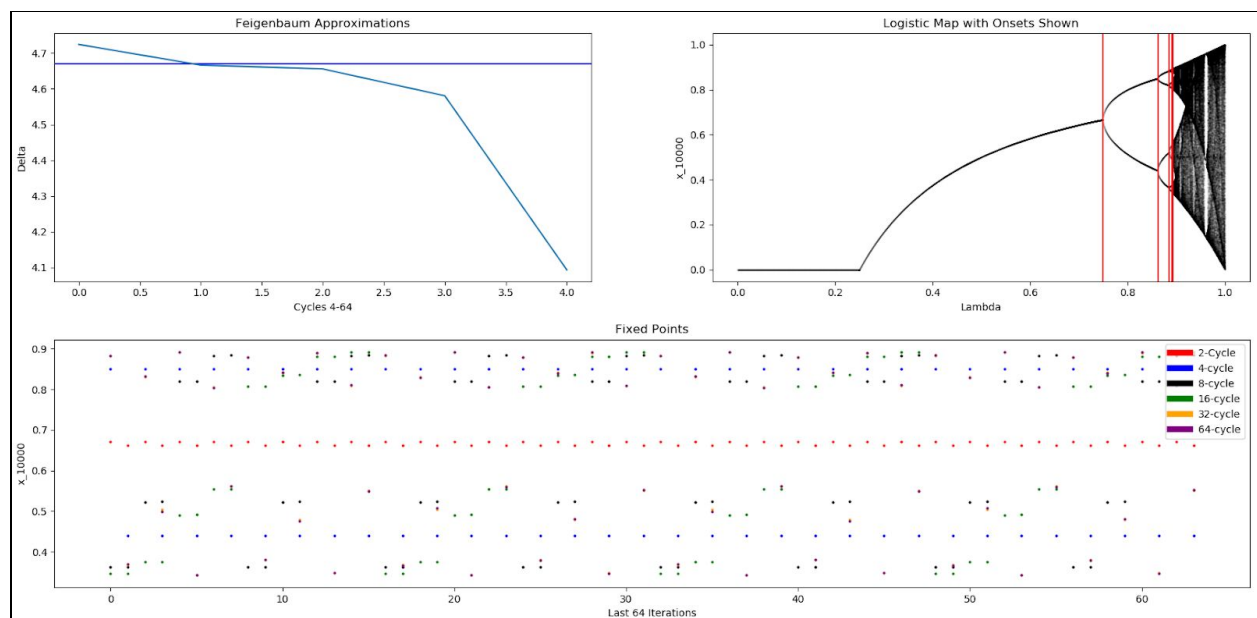 Feigenbaum Approximations
4.7
4.6
4.5
4.4
4.3
4.2
4.1
Delta
0.0 0.5 1.0 1.5 2.0 2.5 3.0 3.5 4.0
Cycles 4-64
Logistic Map with Onsets Shown
1.0
0.8
0.6
0.4
0.2
0.0
x_10000
0.0 0.2 0.4 0.6 0.8 1.0
Lambda
Fixed Points
0.9
0.8
0.7
0.6
0.5
0.4
x_10000
2-Cycle
4-cycle
8-cycle
16-cycle
32-cycle
64-cycle
0 10 20 30 40 50 60
Last 64 Iterations